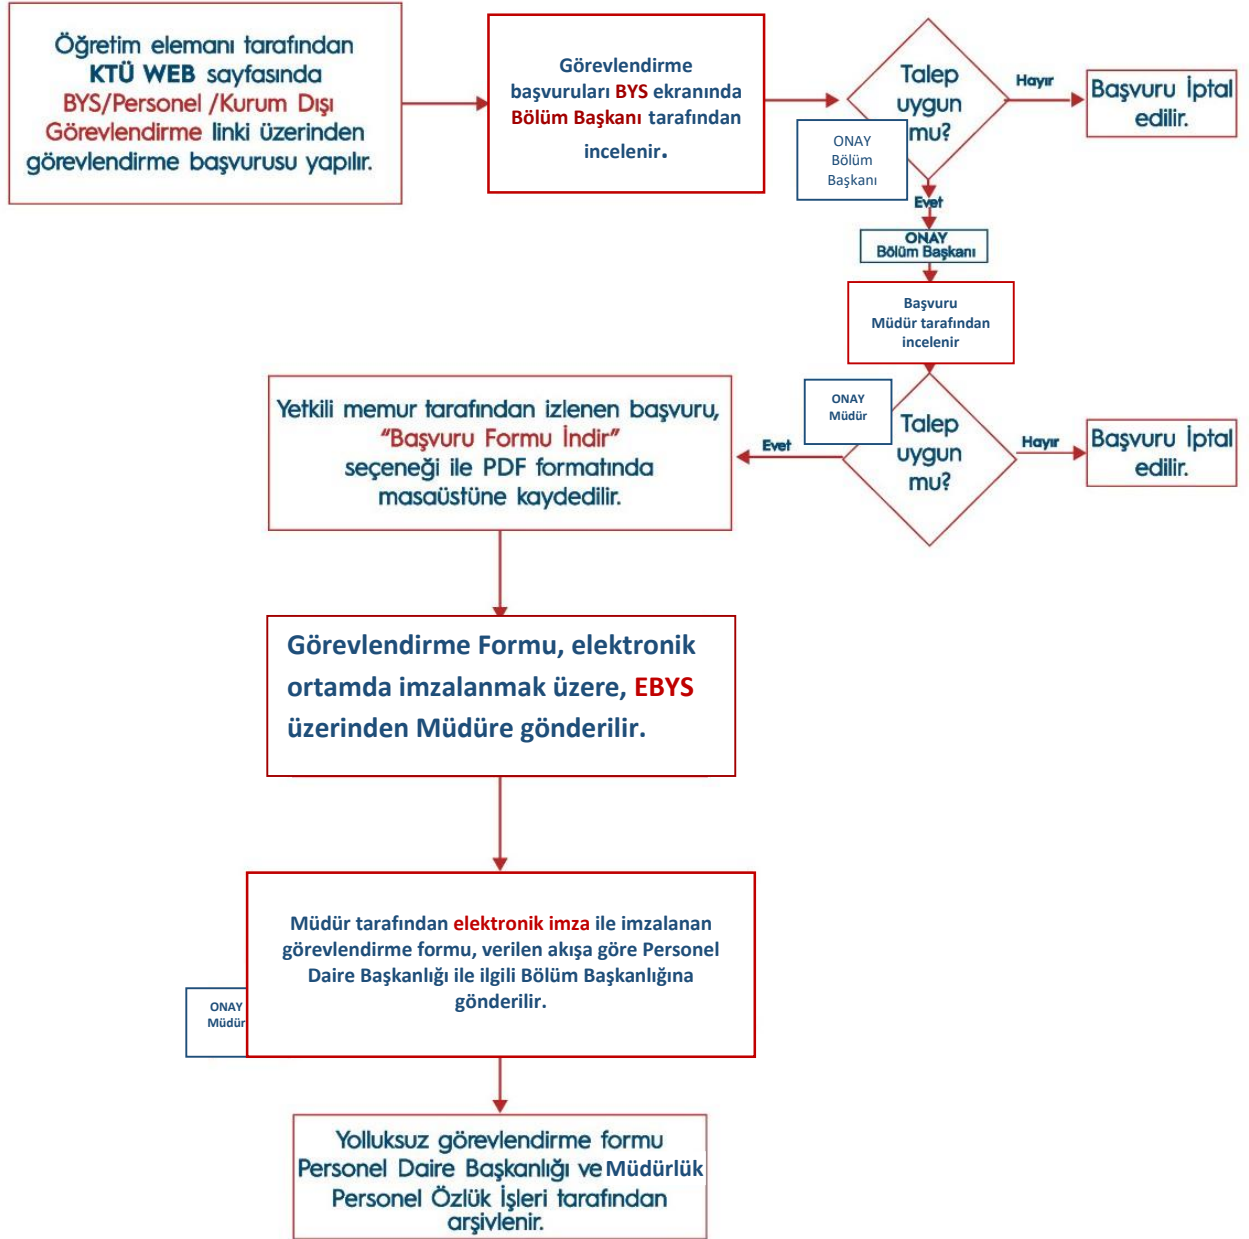 Öğretim elemanı tarafından
KTÜ WEB sayfasında
BYS/Personel /Kurum Dışı
Görevlendirme linki üzerinden
görevlendirme başvurusu yapılır.
Görevlendirme
başvuruları BYS ekranında
Bölüm Başkanı tarafından
incelenir.
Talep
uygun
mu?
ONAY
Bölüm
Başkanı
Hayır
Başvuru İptal
edilir.
Evet
ONAY
Bölüm Başkanı
Başvuru
Müdür tarafından
incelenir
ONAY
Müdür
Talep
uygun
mu?
Hayır
Başvuru İptal
edilir.
Evet
Yetkili memur tarafından izlenen başvuru,
“Başvuru Formu İndir”
seçeneği ile PDF formatında
masaüstüne kaydedilir.
Görevlendirme Formu, elektronik
ortamda imzalanmak üzere, EBYS
üzerinden Müdüre gönderilir.
Müdür tarafından elektronik imza ile imzalanan
görevlendirme formu, verilen akışa göre Personel
Daire Başkanlığı ile ilgili Bölüm Başkanlığına
gönderilir.
ONAY
Müdür
Yolluksuz görevlendirme formu
Personel Daire Başkanlığı ve Müdürlük
Personel Özlük İşleri tarafından
arşivlenir.